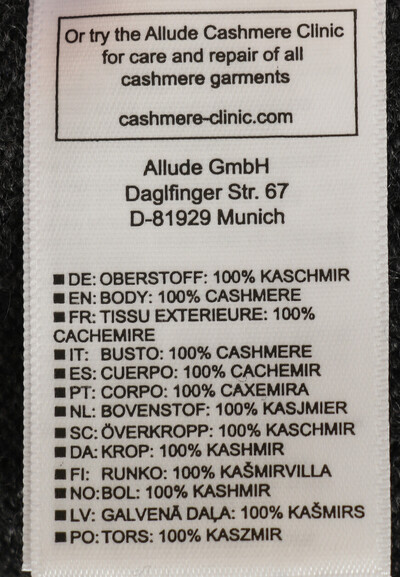 Or try the Allude Cashmere Clinic
for care and repair of all
cashmere garments
cashmere-clinic.com
Allude GmbH
Daglfinger Str. 67
D-81929 Munich
■ DE: OBERSTOFF: 100% KASCHMIR
■ EN: BODY: 100% CASHMERE
■ FR: TISSU EXTERIEURE: 100%
CACHEMIRE
■ IT: BUSTO: 100% CASHMERE
■ ES: CUERPO: 100% CACHEMIR
■ PT: CORPO: 100% CAXEMIRA
■ NL: BOVENSTOF: 100% KASJMIER
■ SC: ÖVERKROPP: 100% KASCHMIR
■ DA: KROP: 100% KASHMIR
■ FI: RUNKO: 100% KAŠMIRVILLA
■ NO: BOL: 100% KASHMIR
■ LV: GALVENĀ DAĻA: 100% KAŠMIRS
■ PO: TORS: 100% KASZMIR